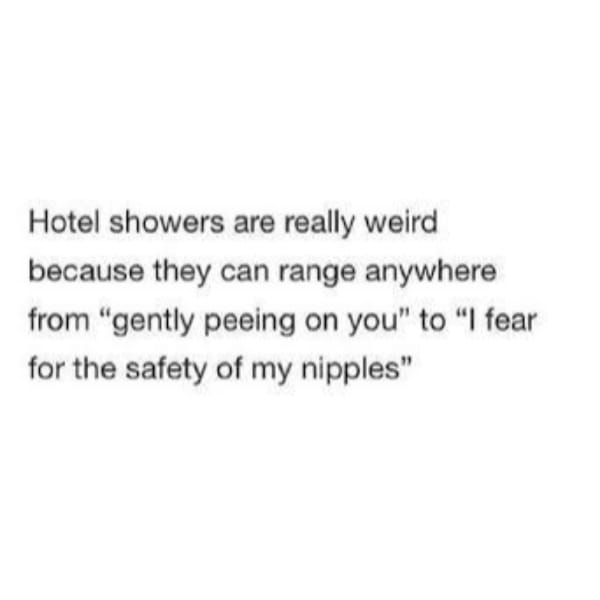 Hotel showers are really weird
because they can range anywhere
from “gently peeing on you” to “I fear
for the safety of my nipples”